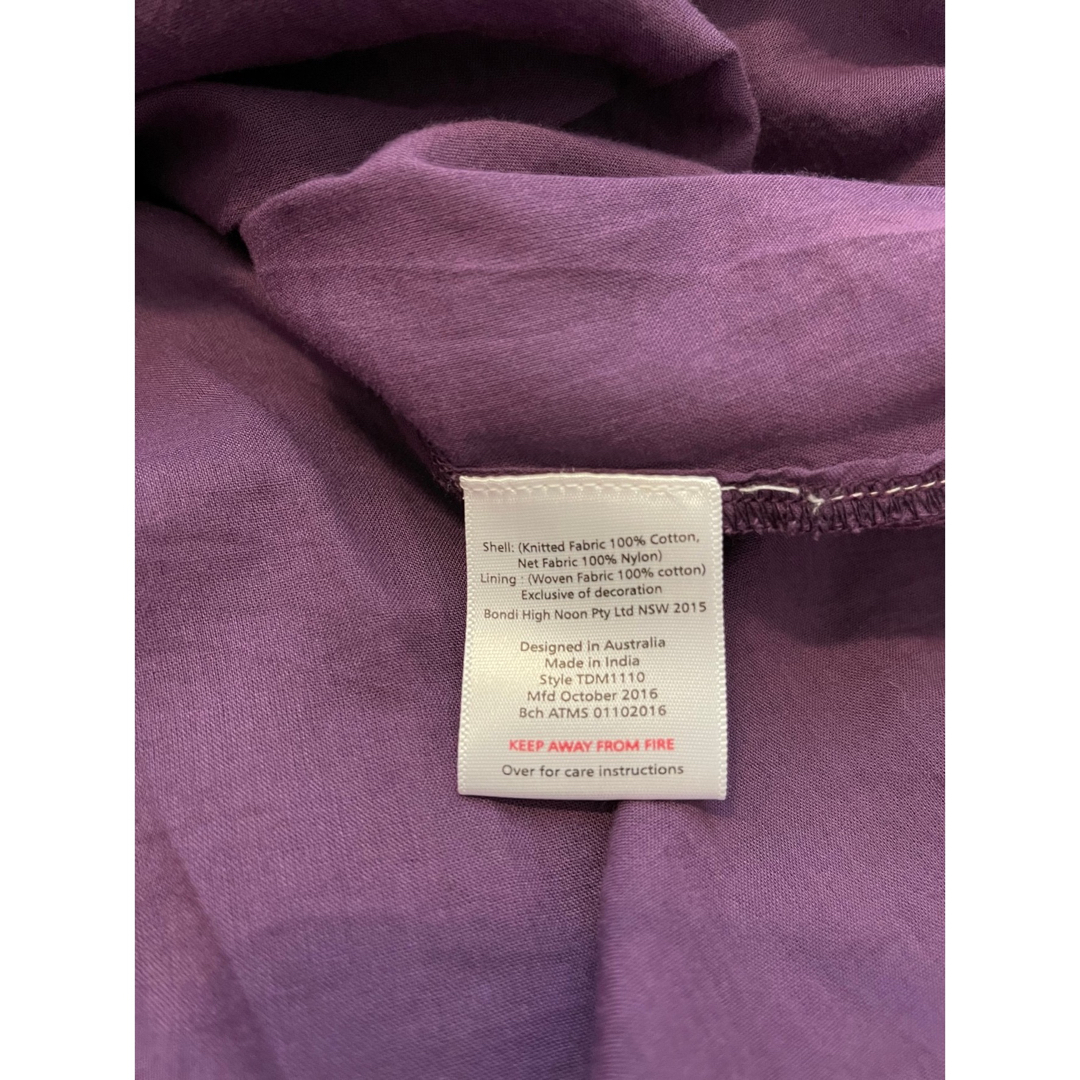 Shell: (Knitted Fabric 100% Cotton,
Net Fabric 100% Nylon)
Lining : (Woven Fabric 100% cotton)
Exclusive of decoration
Bondi High Noon Pty Ltd NSW 2015
Designed in Australia
Made in India
Style TDM1110
Mfd October 2016
Bch ATMS 01102016
KEEP AWAY FROM FIRE
Over for care instructions